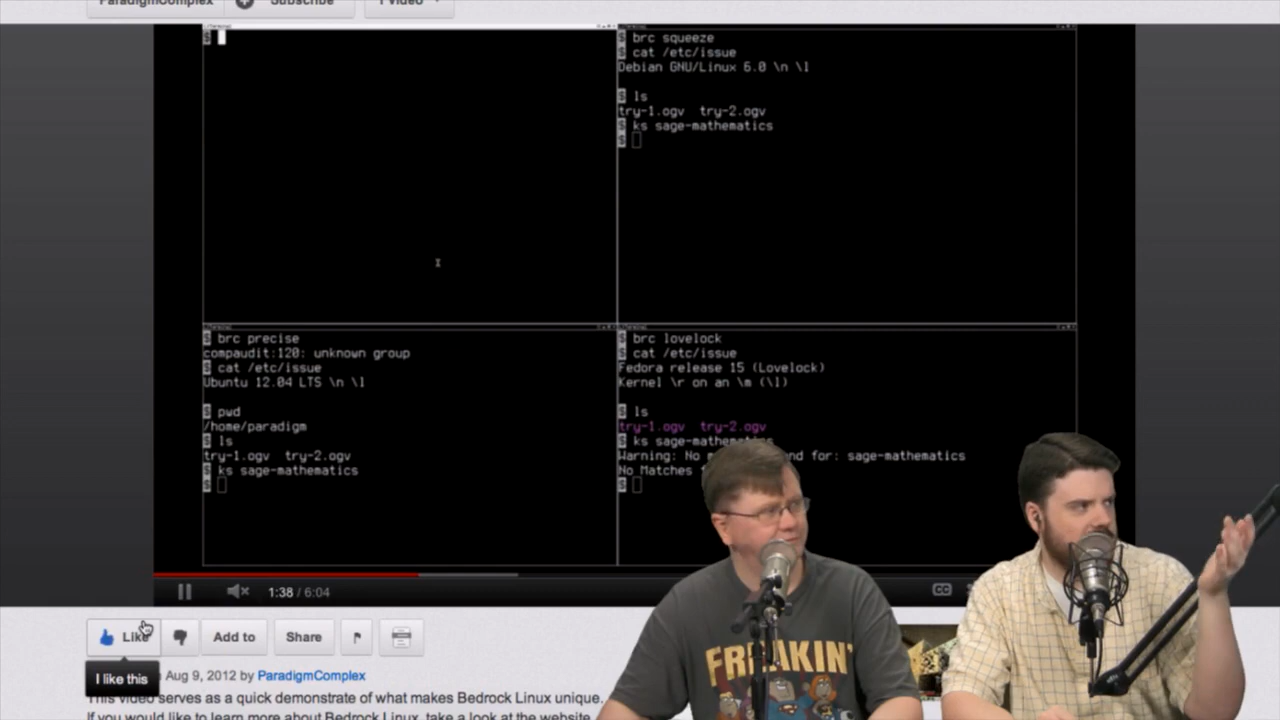 ParadigmComplex
Subscribe
1 video
$
$ brc squeeze
$ cat /etc/issue
Debian GNU/Linux 6.0 \n \l
$ ls
try-1.ogv try-2.ogv
$ ks sage-mathematics
$
$ brc precise
compaudit:120: unknown group
$ cat /etc/issue
Ubuntu 12.04 LTS \n \l
$ pwd
/home/paradigm
$ ls
try-1.ogv try-2.ogv
$ ks sage-mathematics
$
$ brc lovelock
$ cat /etc/issue
Fedora release 15 (Lovelock)
Kernel \r on an \m (\l)
$ ls
try-1.ogv try-2.ogv
$ ks sage-mathematics
Warning: No for: sage-mathematics
No Matches
$
1:38 / 6:04
CC
Like
Add to
Share
I like this
Aug 9, 2012 by ParadigmComplex
This video serves as a quick demonstrate of what makes Bedrock Linux unique.
If you would like to learn more about Bedrock Linux, take a look at the website
FREAKIN'